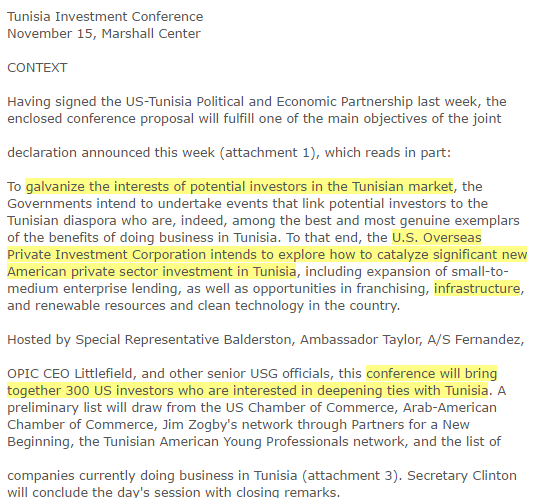 Tunisia Investment Conference
November 15, Marshall Center
CONTEXT
Having signed the US-Tunisia Political and Economic Partnership last week, the
enclosed conference proposal will fulfill one of the main objectives of the joint
declaration announced this week (attachment 1), which reads in part:
To galvanize the interests of potential investors in the Tunisian market, the
Governments intend to undertake events that link potential investors to the
Tunisian diaspora who are, indeed, among the best and most genuine exemplars
of the benefits of doing business in Tunisia. To that end, the U.S. Overseas
Private Investment Corporation intends to explore how to catalyze significant new
American private sector investment in Tunisia, including expansion of small-to-
medium enterprise lending, as well as opportunities in franchising, infrastructure,
and renewable resources and clean technology in the country.
Hosted by Special Representative Balderston, Ambassador Taylor, A/S Fernandez,
OPIC CEO Littlefield, and other senior USG officials, this conference will bring
together 300 US investors who are interested in deepening ties with Tunisia. A
preliminary list will draw from the US Chamber of Commerce, Arab-American
Chamber of Commerce, Jim Zogby's network through Partners for a New
Beginning, the Tunisian American Young Professionals network, and the list of
companies currently doing business in Tunisia (attachment 3). Secretary Clinton
will conclude the day's session with closing remarks.